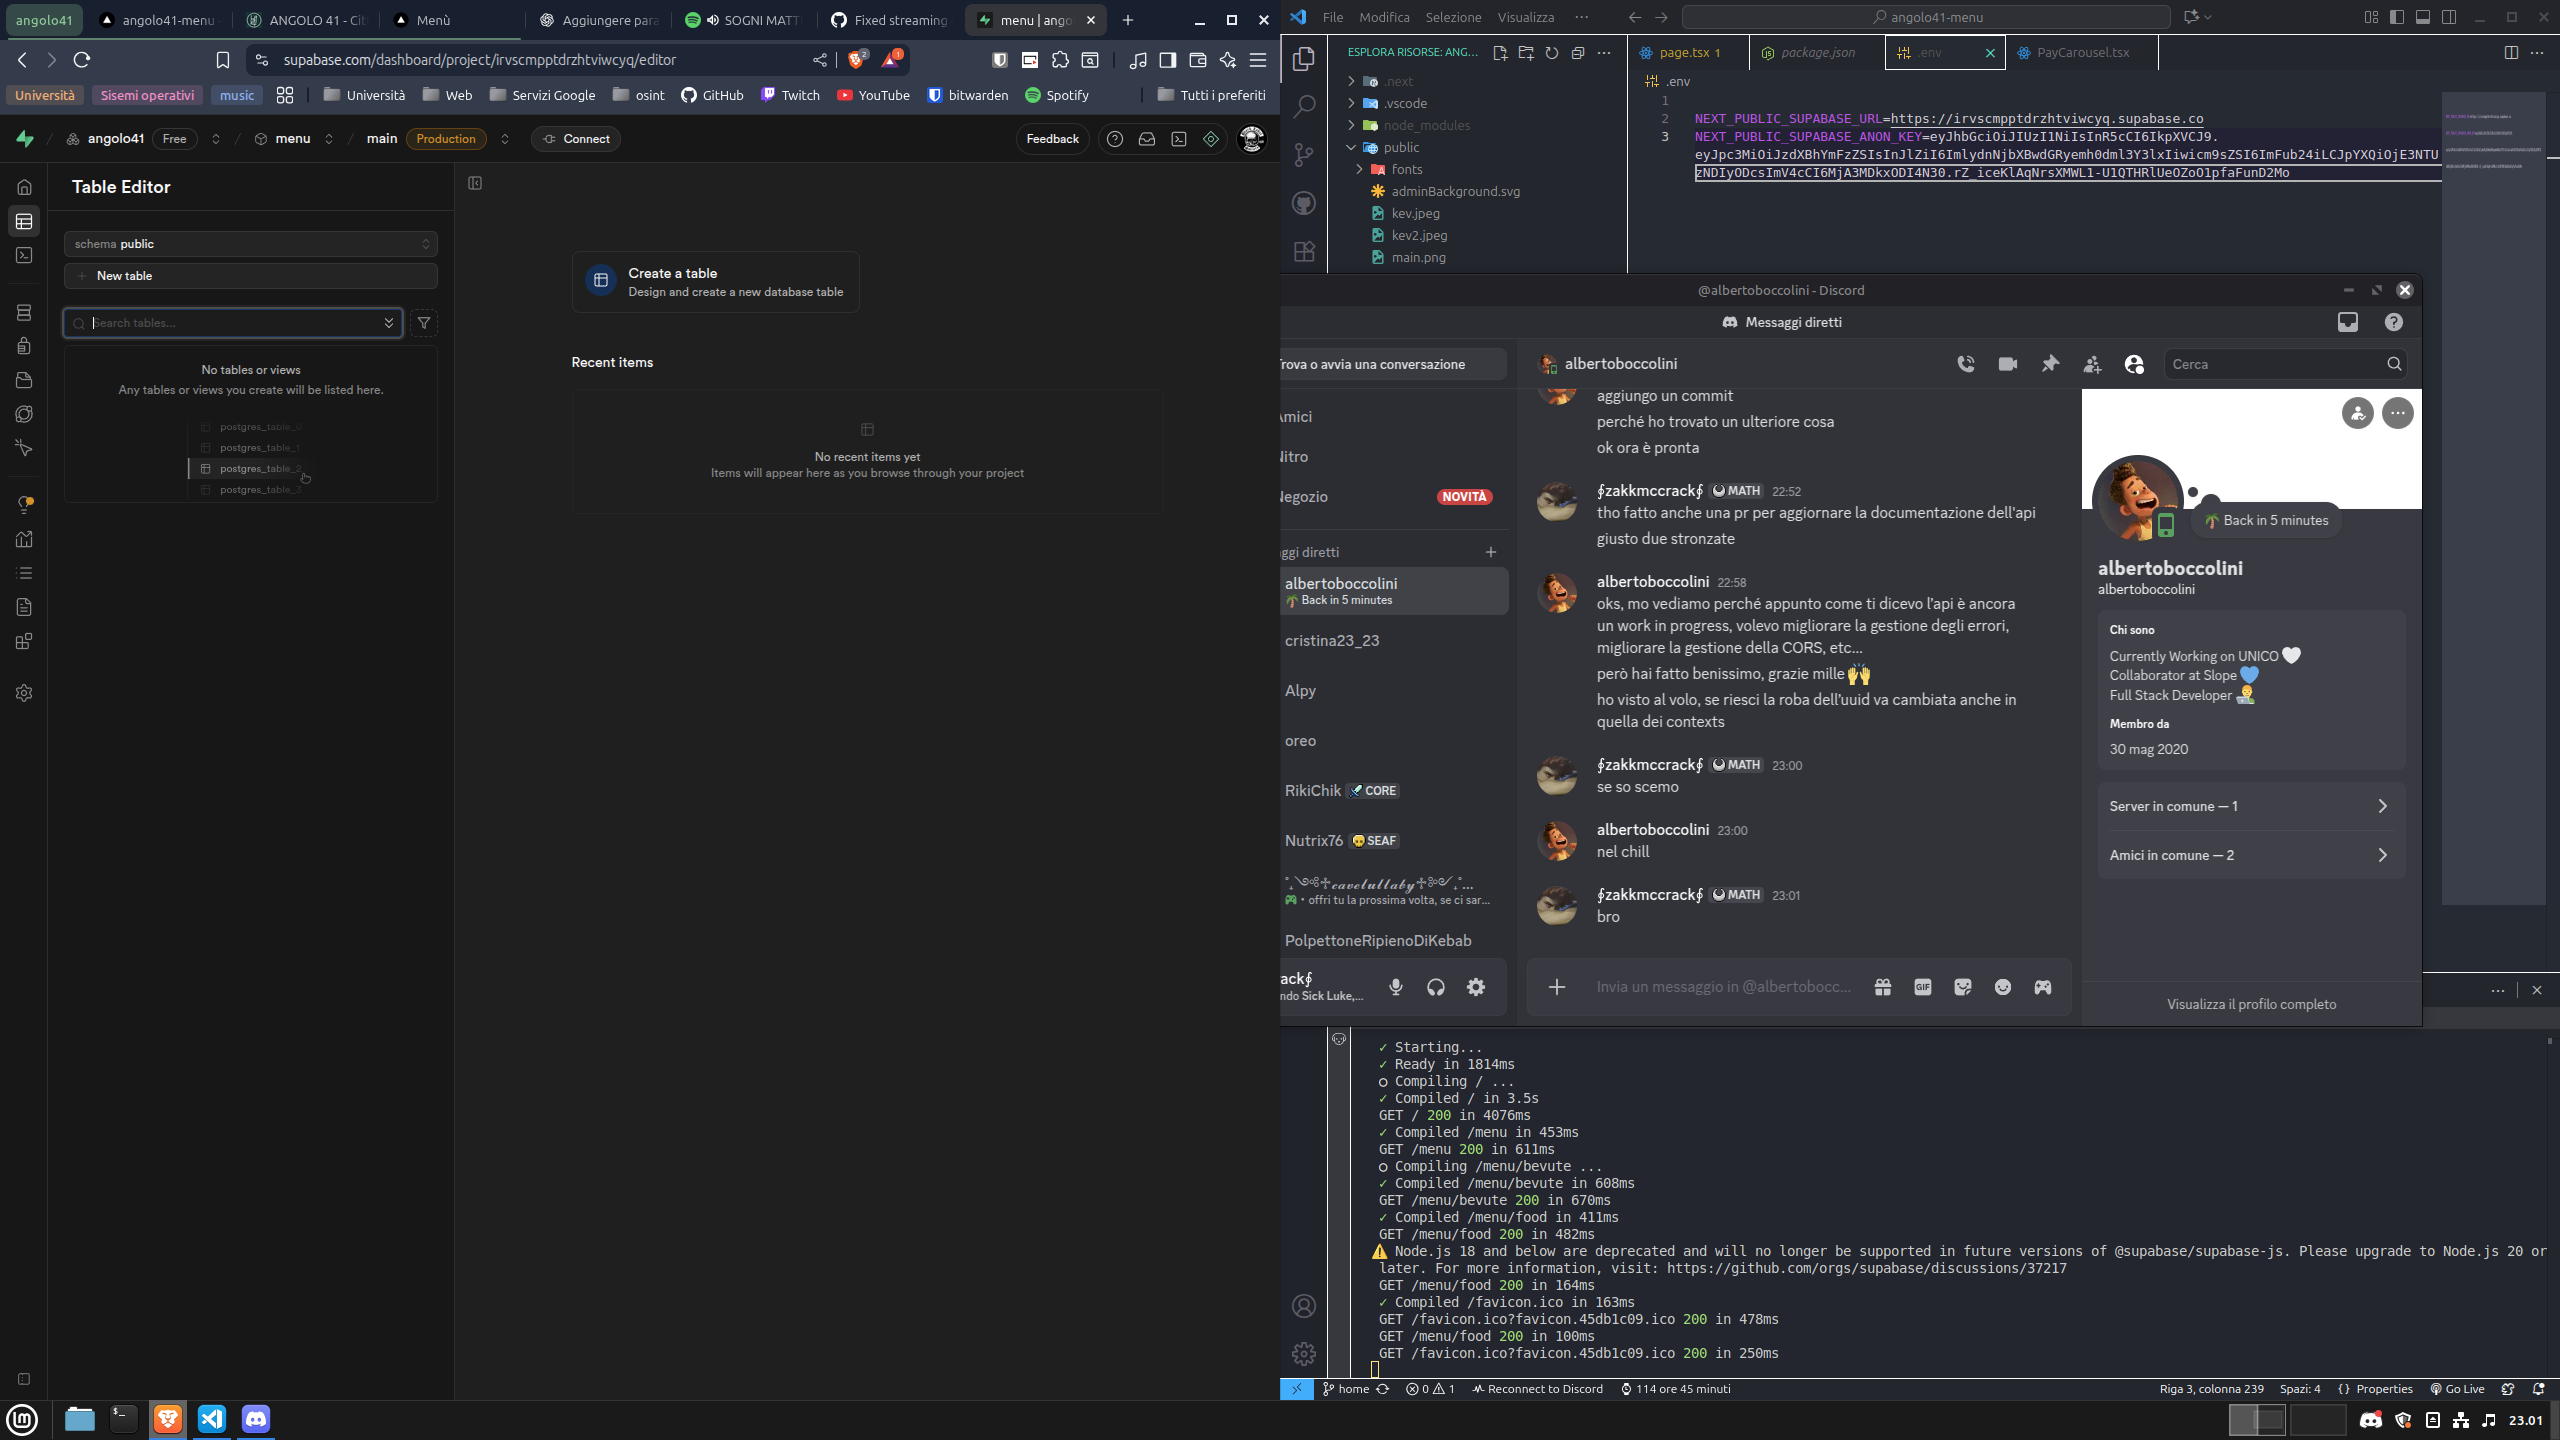 angolo41
angolo41-menu
ANGOLO 41 - Cit
Menù
Aggiungere para
SOGNI MATT
Fixed streaming
menu | ango
supabase.com/dashboard/project/irvscmpptdrzhtviwcyq/editor
2
1
Università
Sisemi operativi
music
Università
Web
Servizi Google
osint
GitHub
Twitch
YouTube
bitwarden
Spotify
Tutti i preferiti
angolo41 Free / menu / main Production Connect
Feedback
Table Editor
schema public
New table
Search tables...
No tables or views
Any tables or views you create will be listed here.
postgres_table_0
postgres_table_1
postgres_table_2
postgres_table_3
Create a table
Design and create a new database table
Recent items
No recent items yet
Items will appear here as you browse through your project
File Modifica Selezione Visualizza ···
angolo41-menu
ESPLORA RISORSE: ANG...
page.tsx 1
package.json
.env
PayCarousel.tsx
.next
.vscode
node_modules
public
fonts
adminBackground.svg
kev.jpeg
kev2.jpeg
main.png
.env
1
2 NEXT_PUBLIC_SUPABASE_URL=https://irvscmpptdrzhtviwcyq.supabase.co
3 NEXT_PUBLIC_SUPABASE_ANON_KEY=eyJhbGciOiJIUzI1NiIsInR5cCI6IkpXVCJ9.
@albertoboccolini - Discord
Messaggi diretti
Trova o avvia una conversazione
Amici
Nitro
Negozio
NOVITÀ
ggi diretti
albertoboccolini
🌴 Back in 5 minutes
cristina23_23
Alpy
oreo
RikiChik CORE
Nutrix76 SEAF
offri tu la prossima volta, se ci sar...
PolpettoneRipienoDiKebab
ack∮
ndo Sick Luke,...
albertoboccolini
Cerca
aggiungo un commit
perché ho trovato un ulteriore cosa
ok ora è pronta
∮zakkmccrack∮ MATH 22:52
tho fatto anche una pr per aggiornare la documentazione dell'api
giusto due stronzate
albertoboccolini 22:58
oks, mo vediamo perché appunto come ti dicevo l'api è ancora
un work in progress, volevo migliorare la gestione degli errori,
migliorare la gestione della CORS, etc...
però hai fatto benissimo, grazie mille 🙌
ho visto al volo, se riesci la roba dell'uuid va cambiata anche in
quella dei contexts
∮zakkmccrack∮ MATH 23:00
se so scemo
albertoboccolini 23:00
nel chill
∮zakkmccrack∮ MATH 23:01
bro
Invia un messaggio in @albertobocc...
GIF
🌴 Back in 5 minutes
albertoboccolini
albertoboccolini
Chi sono
Currently Working on UNICO 🤍
Collaborator at Slope 💙
Full Stack Developer 👨‍💻
Membro da
30 mag 2020
Server in comune — 1
Amici in comune — 2
Visualizza il profilo completo
✓ Starting...
✓ Ready in 1814ms
○ Compiling / ...
✓ Compiled / in 3.5s
GET / 200 in 4076ms
✓ Compiled /menu in 453ms
GET /menu 200 in 611ms
○ Compiling /menu/bevute ...
✓ Compiled /menu/bevute in 608ms
GET /menu/bevute 200 in 670ms
✓ Compiled /menu/food in 411ms
GET /menu/food 200 in 482ms
⚠️ Node.js 18 and below are deprecated and will no longer be supported in future versions of @supabase/supabase-js. Please upgrade to Node.js 20 or
later. For more information, visit: https://github.com/orgs/supabase/discussions/37217
GET /menu/food 200 in 164ms
✓ Compiled /favicon.ico in 163ms
GET /favicon.ico?favicon.45db1c09.ico 200 in 478ms
GET /menu/food 200 in 100ms
GET /favicon.ico?favicon.45db1c09.ico 200 in 250ms
home
0 1
Reconnect to Discord
114 ore 45 minuti
Riga 3, colonna 239
Spazi: 4
{} Properties
Go Live
23.01